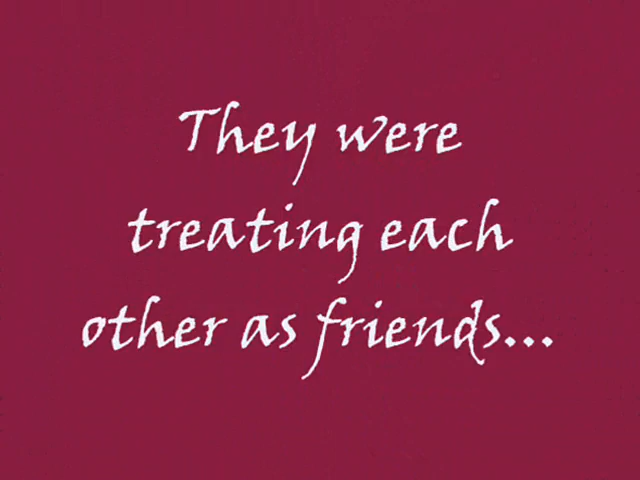 They were
treating each
other as friends...